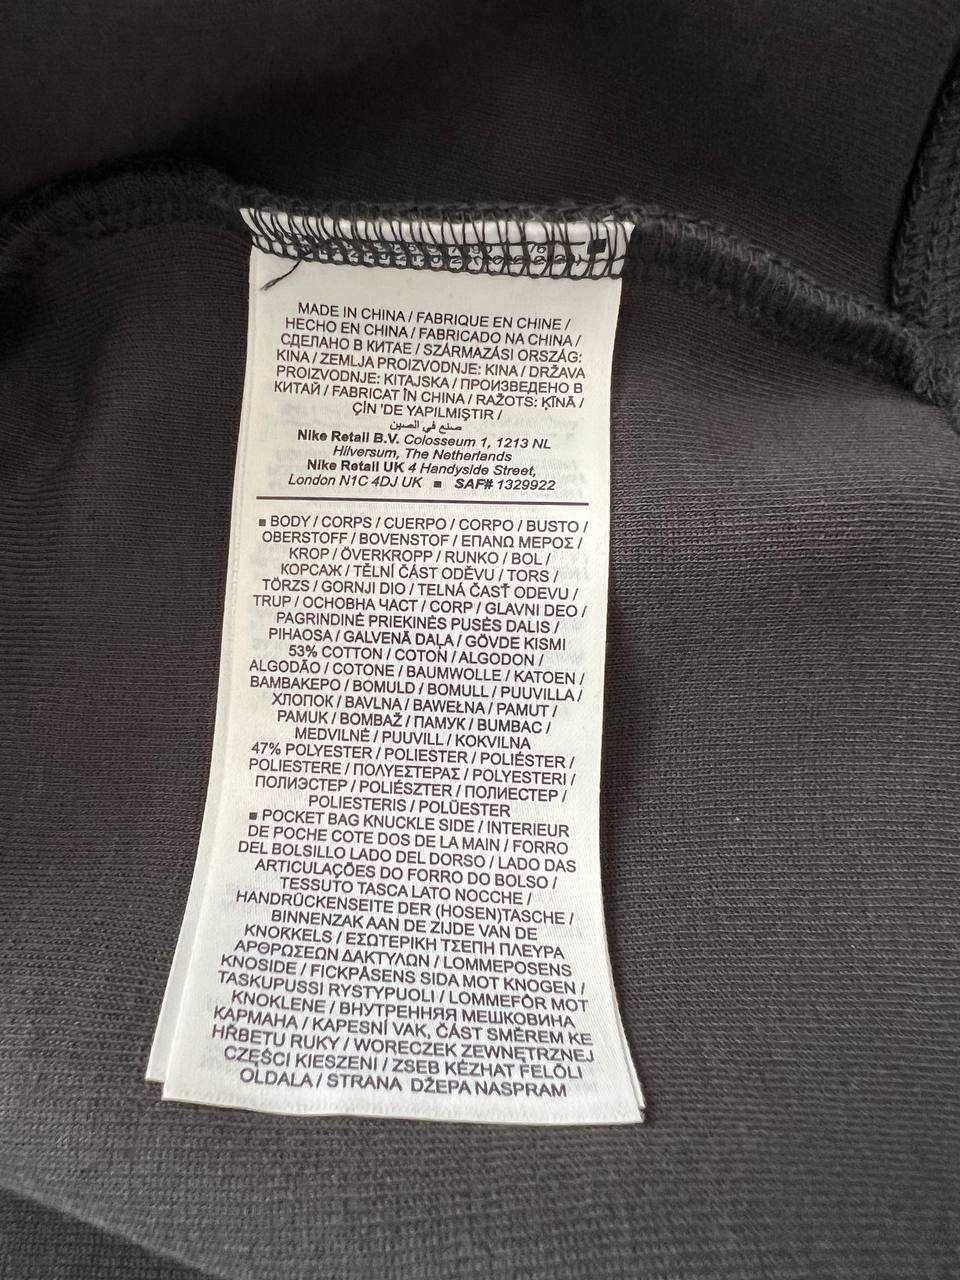 MADE IN CHINA / FABRIQUE EN CHINE /
HECHO EN CHINA / FABRICADO NA CHINA /
СДЕЛАНО В КИТАЕ / SZÁRMAZÁSI ORSZÁG:
KINA / ZEMLJA PROIZVODNJE: KINA / DRŽAVA
PROIZVODNJE: KITAJSKA / ПРОИЗВЕДЕНО В
КИТАЙ / FABRICAT ÎN CHINA / RAŽOTS: ĶĪNĀ /
ÇİN 'DE YAPILMIŞTIR /
صنع في الصين
Nike Retail B.V. Colosseum 1, 1213 NL
Hilversum, The Netherlands
Nike Retail UK 4 Handyside Street,
London N1C 4DJ UK ▪ SAF# 1329922
▪ BODY / CORPS / CUERPO / CORPO / BUSTO /
OBERSTOFF / BOVENSTOF / ΕΠΑΝΩ ΜΕΡΟΣ /
KROP / ÖVERKROPP / RUNKO / BOL /
КОРСАЖ / TĚLNÍ ČÁST ODĚVU / TORS /
TÖRZS / GORNJI DIO / TELNÁ ČASŤ ODEVU /
TRUP / ОСНОВНА ЧАСТ / CORP / GLAVNI DEO /
PAGRINDINĖ PRIEKINĖS PUSĖS DALIS /
PIHAOSA / GALVENĀ DAĻA / GÖVDE KISMI
53% COTTON / COTON / ALGODON /
ALGODÃO / COTONE / BAUMWOLLE / KATOEN /
ΒΑΜΒΑΚΕΡΟ / BOMULD / BOMULL / PUUVILLA /
ХЛОПОК / BAVLNA / BAWEŁNA / PAMUT /
PAMUK / BOMBAŽ / ПАМУК / BUMBAC /
MEDVILNĖ / PUUVILL / KOKVILNA
47% POLYESTER / POLIESTER / POLIÉSTER /
POLIESTERE / ΠΟΛΥΕΣΤΕΡΑΣ / POLYESTERI /
ПОЛИЭСТЕР / POLIÉSZTER / ПОЛИЕСТЕР /
POLIESTERIS / POLÜESTER
▪ POCKET BAG KNUCKLE SIDE / INTERIEUR
DE POCHE COTE DOS DE LA MAIN / FORRO
DEL BOLSILLO LADO DEL DORSO / LADO DAS
ARTICULAÇÕES DO FORRO DO BOLSO /
TESSUTO TASCA LATO NOCCHE /
HANDRÜCKENSEITE DER (HOSEN)TASCHE /
BINNENZAK AAN DE ZIJDE VAN DE
KNOKKELS / ΕΣΩΤΕΡΙΚΗ ΤΣΕΠΗ ΠΛΕΥΡΑ
ΑΡΘΡΩΣΕΩΝ ΔΑΚΤΥΛΩΝ / LOMMEPOSENS
KNOSIDE / FICKPÅSENS SIDA MOT KNOGEN /
TASKUPUSSI RYSTYPUOLI / LOMMEFÔR MOT
KNOKLENE / ВНУТРЕННЯЯ МЕШКОВИНА
КАРМАНА / KAPESNÍ VAK, ČÁST SMĚREM KE
HŘBETU RUKY / WORECZEK ZEWNĘTRZNEJ
CZĘŚCI KIESZENI / ZSEB KÉZHAT FELŐLI
OLDALA / STRANA DŽEPA NASPRAM